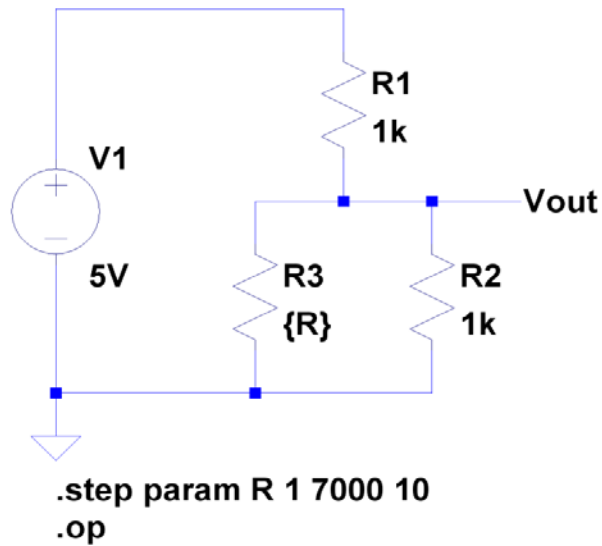 R1
1k
V1
5V
Vout
R3
{R}
R2
1k
.step param R 1 7000 10
.op